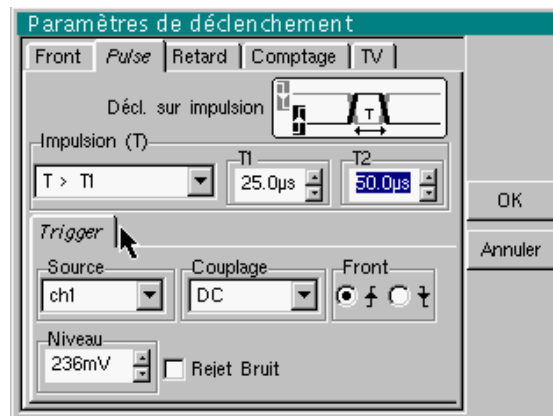 Paramètres de déclenchement
Front Pulse Retard Comptage TV
Décl. sur impulsion
T
Impulsion (T)
T > T1
T1
25.0µs
T2
50.0µs
OK
Annuler
Trigger
Source
ch1
Couplage
DC
Front
Niveau
236mV
Rejet Bruit